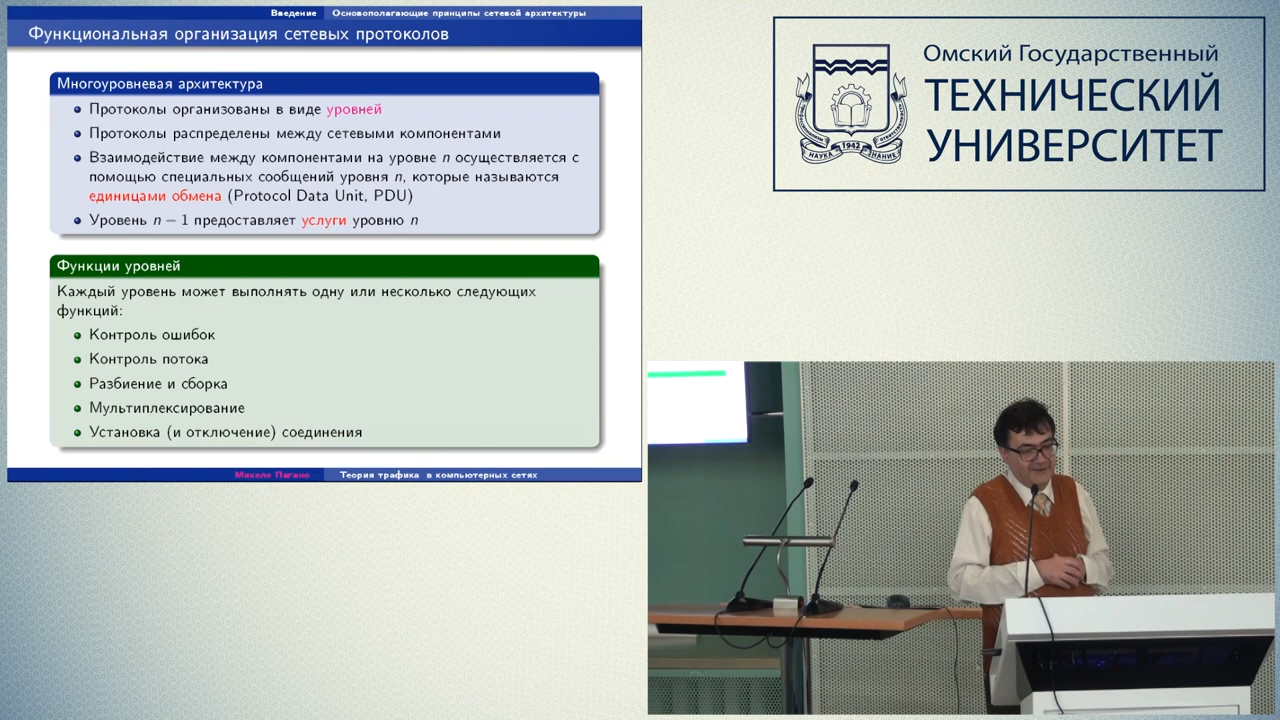 Введение Основополагающие принципы сетевой архитектуры
Функциональная организация сетевых протоколов
Многоуровневая архитектура
Протоколы организованы в виде уровней
Протоколы распределены между сетевыми компонентами
Взаимодействие между компонентами на уровне n осуществляется с
помощью специальных сообщений уровня n, которые называются
единицами обмена (Protocol Data Unit, PDU)
Уровень n − 1 предоставляет услуги уровню n
Функции уровней
Каждый уровень может выполнять одну или несколько следующих
функций:
Контроль ошибок
Контроль потока
Разбиение и сборка
Мультиплексирование
Установка (и отключение) соединения
Микеле Пагано Теория трафика в компьютерных сетях
Омский Государственный
ТЕХНИЧЕСКИЙ
УНИВЕРСИТЕТ
НАУКА 1942 ЗНАНИЕ